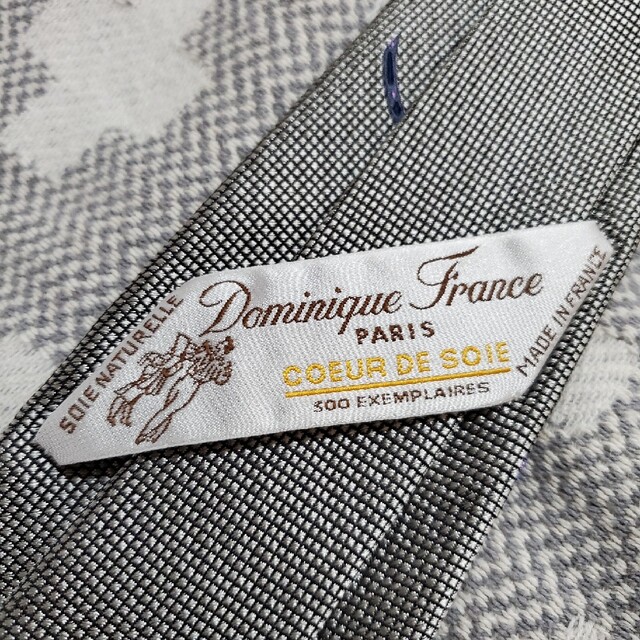 SOIE NATURELLE
Dominique France
PARIS
COEUR DE SOIE
300 EXEMPLAIRES
MADE IN FRANCE